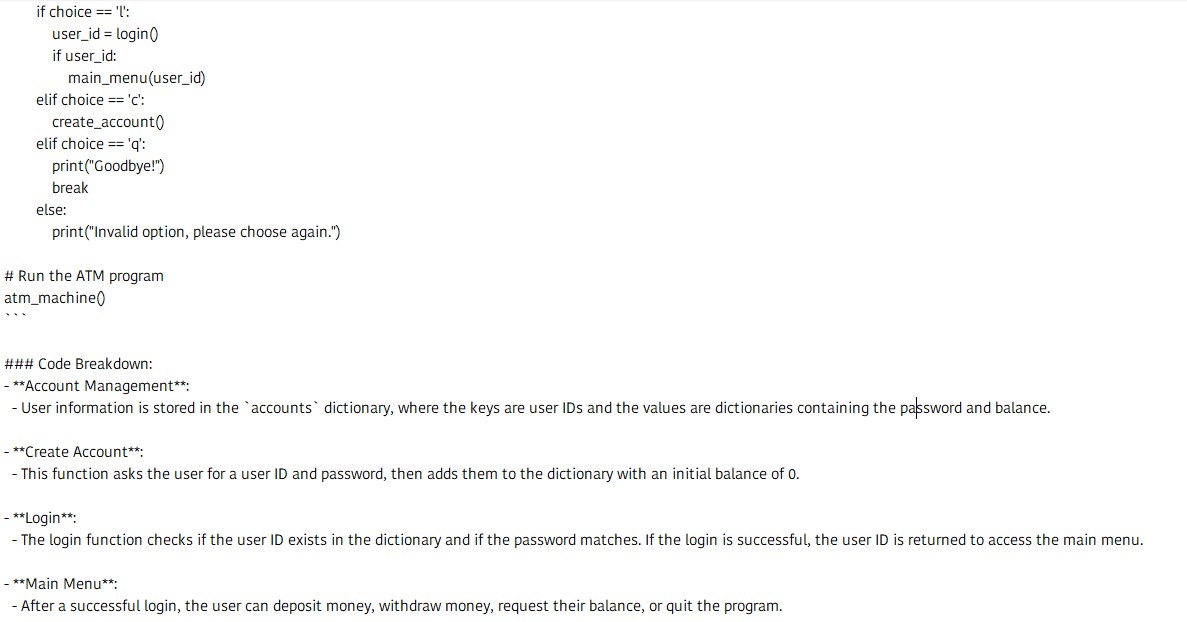 if choice == 'l':
user_id = login()
if user_id:
main_menu(user_id)
elif choice == 'c':
create_account()
elif choice == 'q':
print("Goodbye!")
break
else:
print("Invalid option, please choose again.")
# Run the ATM program
atm_machine()
```
### Code Breakdown:
- **Account Management**:
- User information is stored in the `accounts` dictionary, where the keys are user IDs and the values are dictionaries containing the password and balance.
- **Create Account**:
- This function asks the user for a user ID and password, then adds them to the dictionary with an initial balance of 0.
- **Login**:
- The login function checks if the user ID exists in the dictionary and if the password matches. If the login is successful, the user ID is returned to access the main menu.
- **Main Menu**:
- After a successful login, the user can deposit money, withdraw money, request their balance, or quit the program.